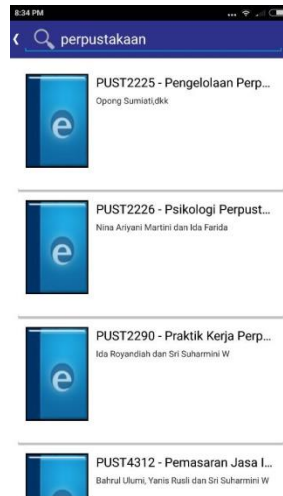 8:34 PM
perpustakaan
PUST2225 - Pengelolaan Perp...
Opong Sumiati,dkk
e
PUST2226 - Psikologi Perpust...
Nina Ariyani Martini dan Ida Farida
e
PUST2290 - Praktik Kerja Perp...
Ida Royandiah dan Sri Suharmini W
e
PUST4312 - Pemasaran Jasa I...
Bahrul Ulumi, Yanis Rusli dan Sri Suharmini W